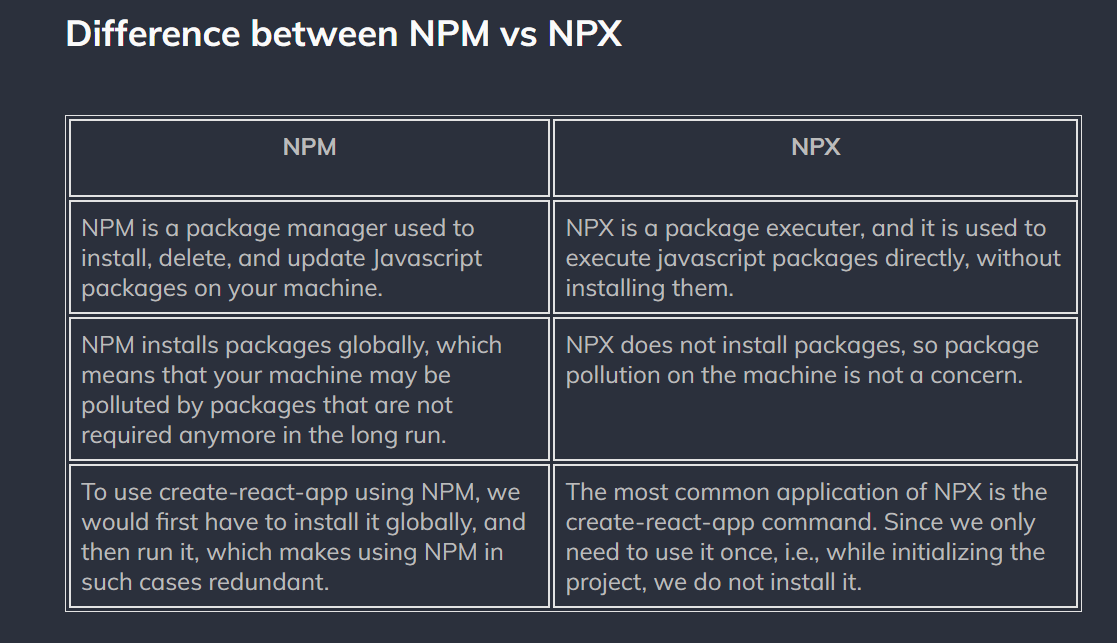 Difference between NPM vs NPX
NPM
NPX
NPM is a package manager used to
install, delete, and update Javascript
packages on your machine.
NPX is a package executer, and it is used to
execute javascript packages directly, without
installing them.
NPM installs packages globally, which
means that your machine may be
polluted by packages that are not
required anymore in the long run.
NPX does not install packages, so package
pollution on the machine is not a concern.
To use create-react-app using NPM, we
would first have to install it globally, and
then run it, which makes using NPM in
such cases redundant.
The most common application of NPX is the
create-react-app command. Since we only
need to use it once, i.e., while initializing the
project, we do not install it.